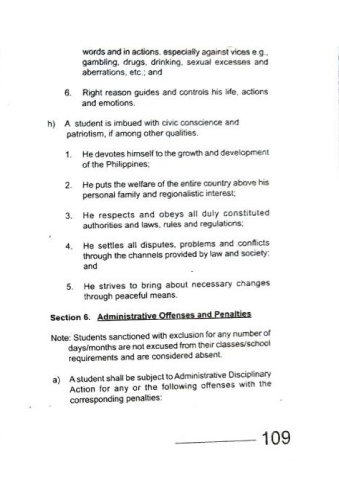 words and in actions, especially against vices e.g.,
gambling, drugs, drinking, sexual excesses and
aberrations, etc.; and
6. Right reason guides and controls his life, actions
and emotions.
h) A student is imbued with civic conscience and
patriotism, if among other qualities.
1. He devotes himself to the growth and development
of the Philippines;
2. He puts the welfare of the entire country above his
personal family and regionalistic interest;
3. He respects and obeys all duly constituted
authorities and laws, rules and regulations;
4. He settles all disputes, problems and conflicts
through the channels provided by law and society;
and
5. He strives to bring about necessary changes
through peaceful means.
Section 6. Administrative Offenses and Penalties
Note: Students sanctioned with exclusion for any number of
days/months are not excused from their classes/school
requirements and are considered absent.
a) A student shall be subject to Administrative Disciplinary
Action for any or the following offenses with the
corresponding penalties:
109